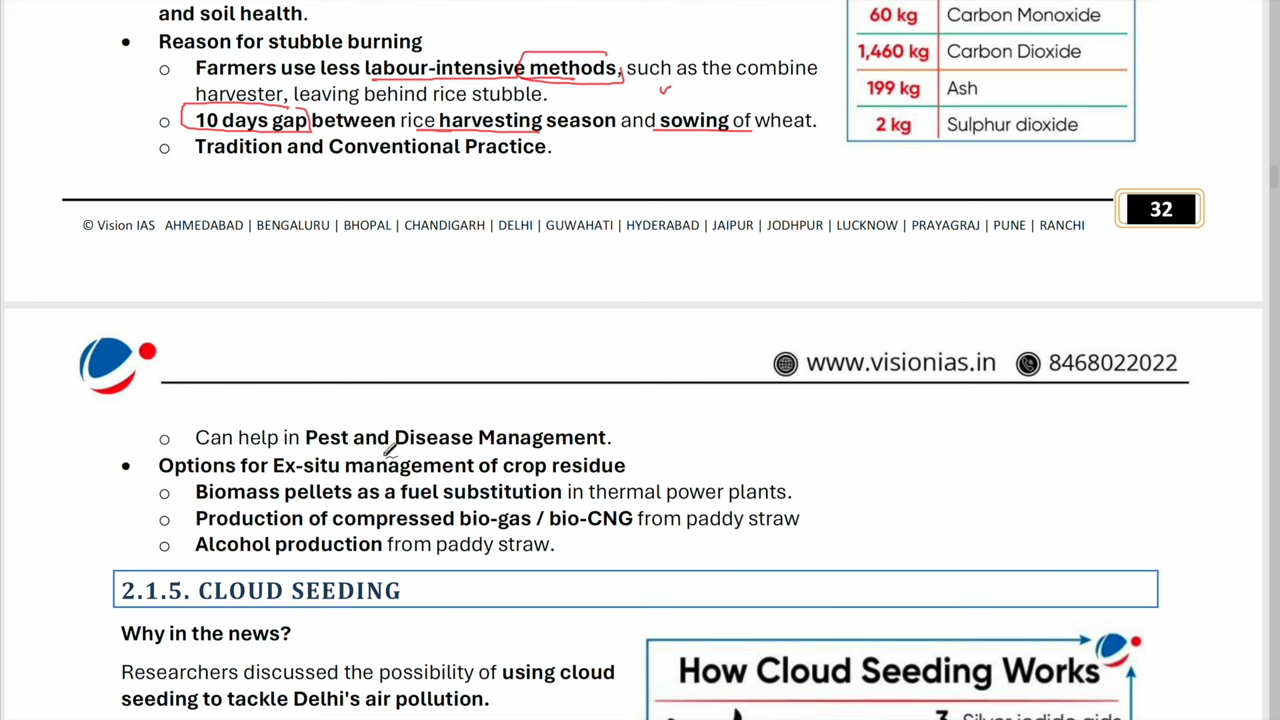 and soil health.
• Reason for stubble burning
o Farmers use less labour-intensive methods, such as the combine
harvester, leaving behind rice stubble.
o 10 days gap between rice harvesting season and sowing of wheat.
o Tradition and Conventional Practice.
60 kg Carbon Monoxide
1,460 kg Carbon Dioxide
199 kg Ash
2 kg Sulphur dioxide
32
© Vision IAS AHMEDABAD | BENGALURU | BHOPAL | CHANDIGARH | DELHI | GUWAHATI | HYDERABAD | JAIPUR | JODHPUR | LUCKNOW | PRAYAGRAJ | PUNE | RANCHI
www.visionias.in 8468022022
o Can help in Pest and Disease Management.
• Options for Ex-situ management of crop residue
o Biomass pellets as a fuel substitution in thermal power plants.
o Production of compressed bio-gas / bio-CNG from paddy straw
o Alcohol production from paddy straw.
2.1.5. CLOUD SEEDING
Why in the news?
Researchers discussed the possibility of using cloud
seeding to tackle Delhi's air pollution.
How Cloud Seeding Works
3. Silver iodide aids